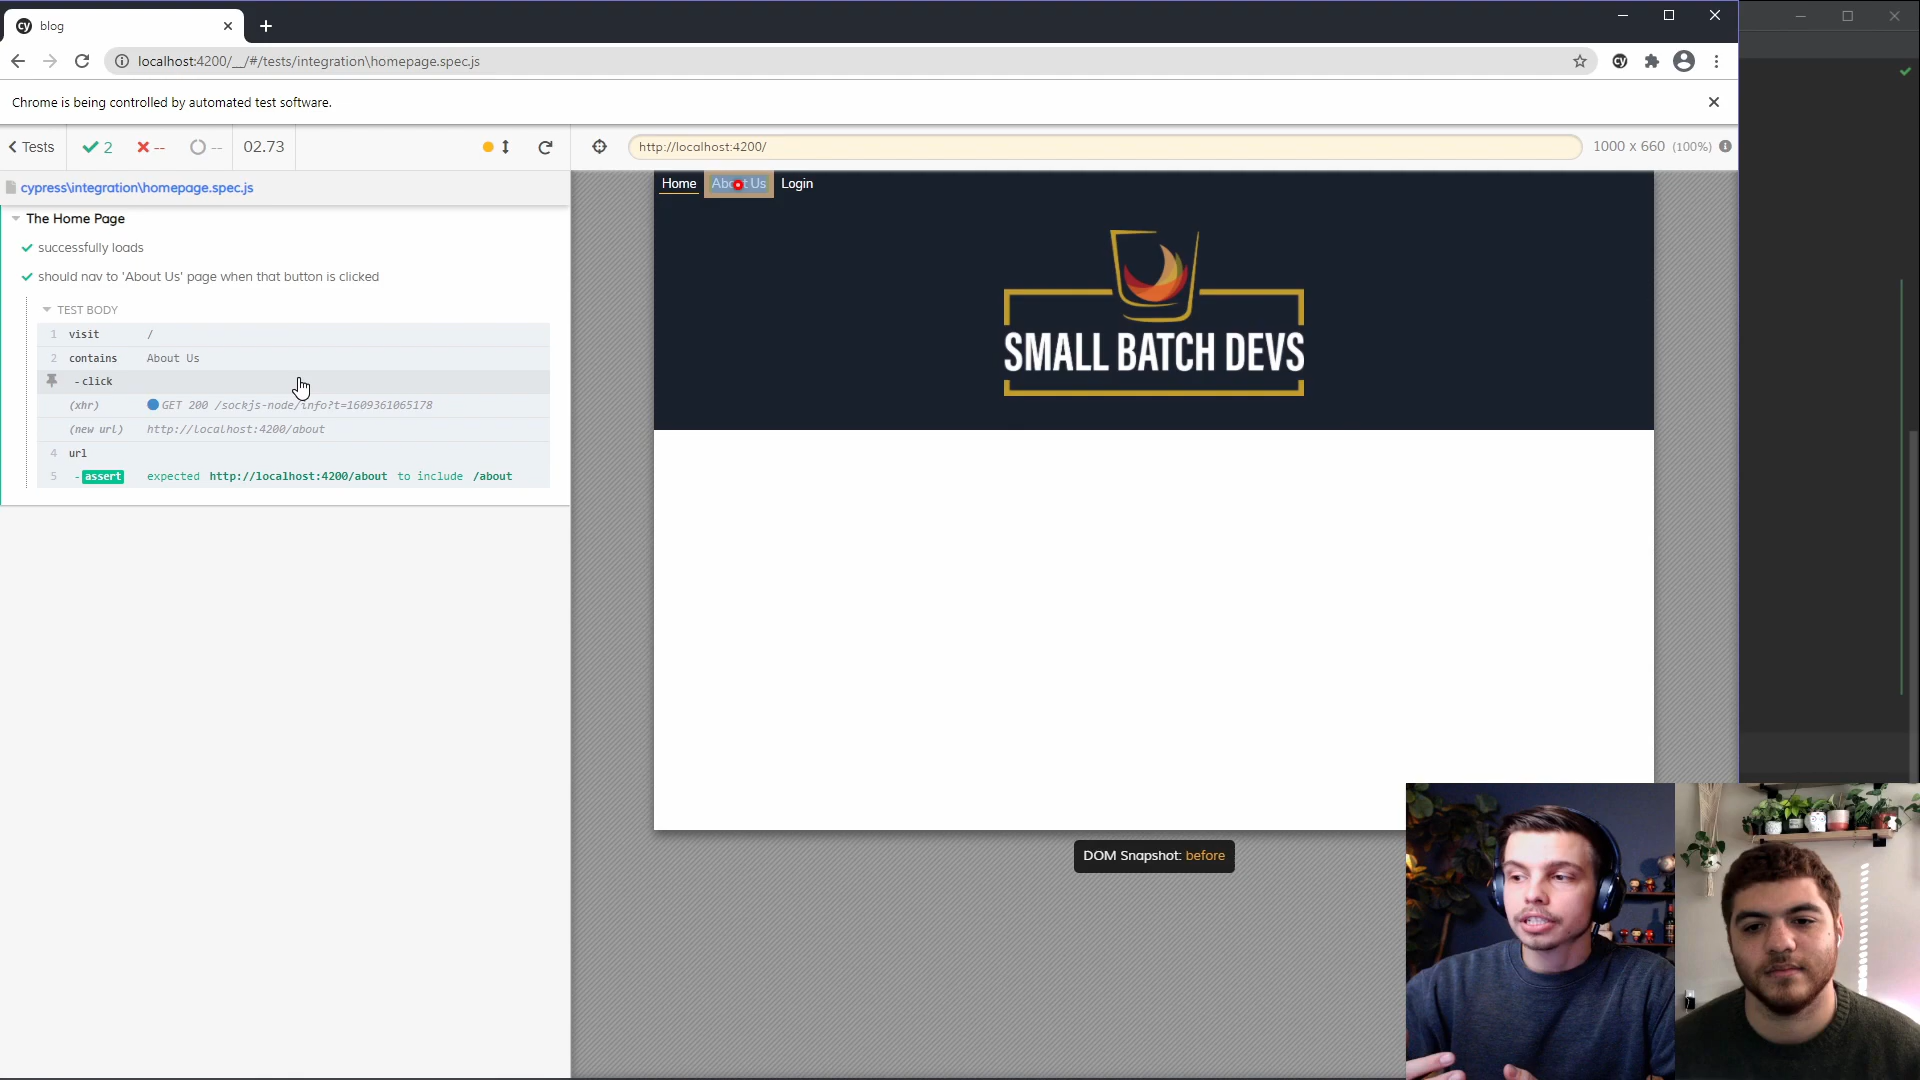 blog
localhost:4200/__/#/tests/integration\homepage.spec.js
Chrome is being controlled by automated test software.
Tests
2
--
--
02.73
http://localhost:4200/
1000 x 660 (100%)
cypress\integration\homepage.spec.js
Home
About Us
Login
The Home Page
successfully loads
should nav to 'About Us' page when that button is clicked
TEST BODY
1 visit /
2 contains About Us
- click
(xhr) GET 200 /sockjs-node/info?t=1609361065178
(new url) http://localhost:4200/about
4 url
5 - assert expected http://localhost:4200/about to include /about
SMALL BATCH DEVS
DOM Snapshot: before